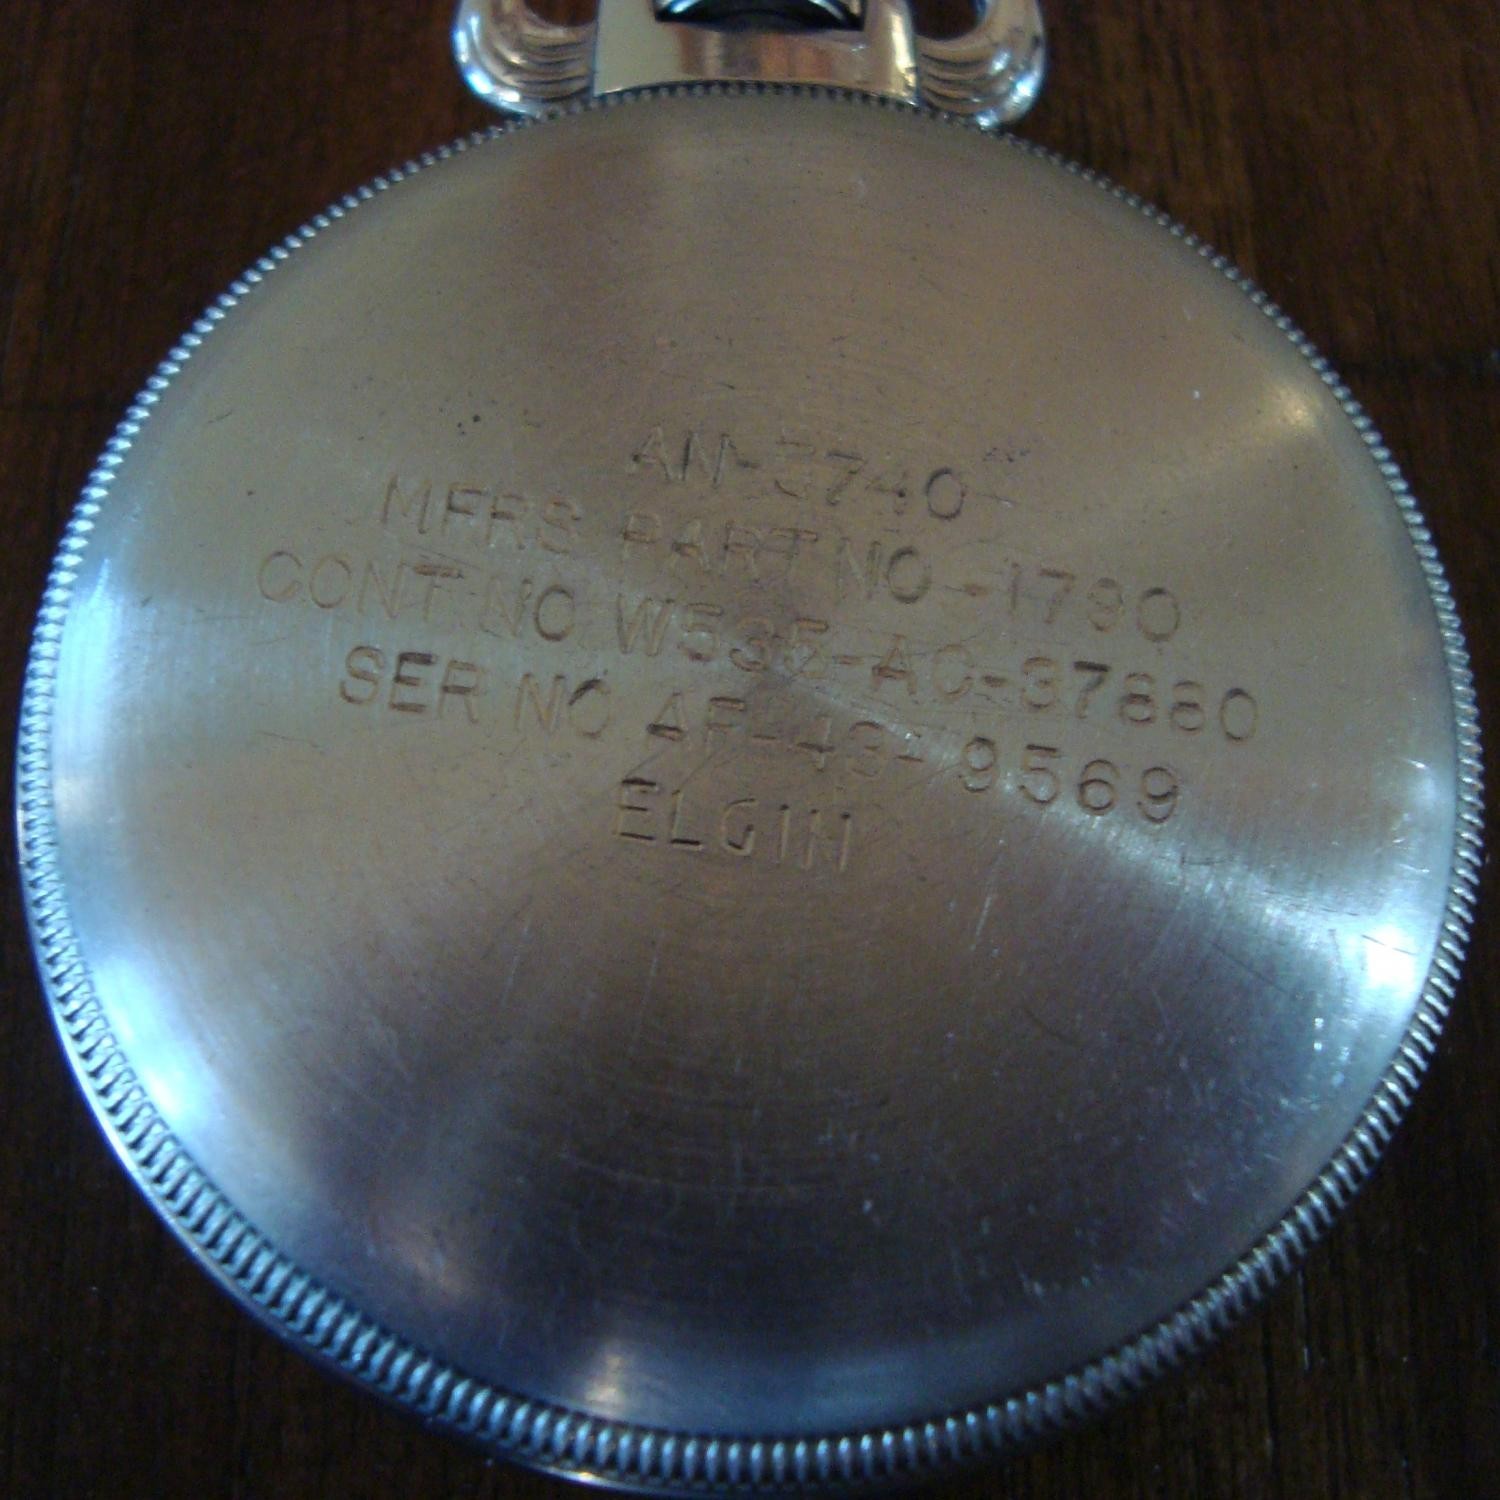 AN-5740
MFRS PART NO-1790
CONT NO W535-AC-37880
SER NO AF-43-9569
ELGIN